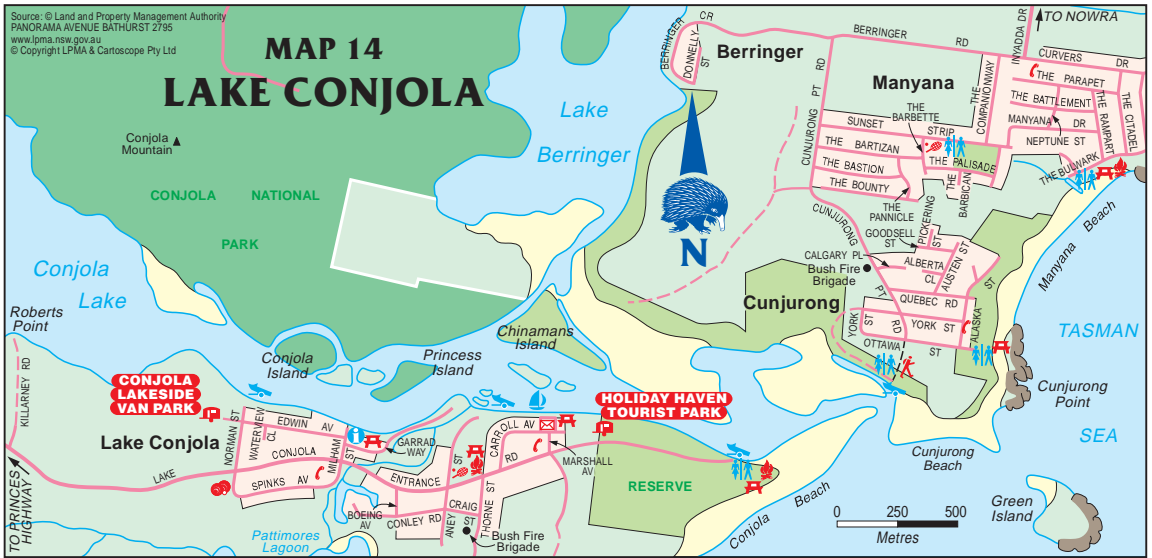 Source: © Land and Property Management Authority
PANORAMA AVENUE BATHURST 2795
www.lpma.nsw.gov.au
© Copyright LPMA & Cartoscope Pty Ltd
MAP 14
LAKE CONJOLA
Conjola
Mountain
CONJOLA NATIONAL
PARK
Conjola
Lake
Roberts
Point
KILLARNEY RD
Lake
Berringer
BERRINGER
CR
DONNELLY
ST
Berringer
BERRINGER RD
INYADDA DR
TO NOWRA
CURVERS DR
THE PARAPET
THE BATTLEMENT
MANYANA DR
NEPTUNE ST
THE RAMPART
THE CITADEL
THE BULWARK
THE
COMPANIONWAY
Manyana
THE
BARBETTE
SUNSET STRIP
THE BARTIZAN
THE PALISADE
THE BASTION
THE BOUNTY
THE
BARBICAN
THE
PANNICLE
CUNJURONG PT RD
CUNJURONG
PT
RD
PICKERING
ST
GOODSELL
ST
CALGARY PL
ALBERTA
CL
AUSTEN ST
Bush Fire
Brigade
QUEBEC RD
YORK
ST
YORK ST
OTTAWA
ST
ALASKA
ST
Cunjurong
Manyana Beach
TASMAN
SEA
Cunjurong
Point
Cunjurong
Beach
Green
Island
N
Chinamans
Island
Princess
Island
Conjola
Island
CONJOLA
LAKESIDE
VAN PARK
HOLIDAY HAVEN
TOURIST PARK
Lake Conjola
NORMAN ST
WATERVIEW
CL
EDWIN AV
CONJOLA
MILHAM
ST
GARRAD
WAY
SPINKS AV
LAKE
ENTRANCE
RD
CARROLL AV
MARSHALL
AV
BOEING
AV
CONLEY RD
ANEY
ST
CRAIG
ST
THORNE ST
Bush Fire
Brigade
Pattimores
Lagoon
TO PRINCES
HIGHWAY
RESERVE
Conjola Beach
0 250 500
Metres